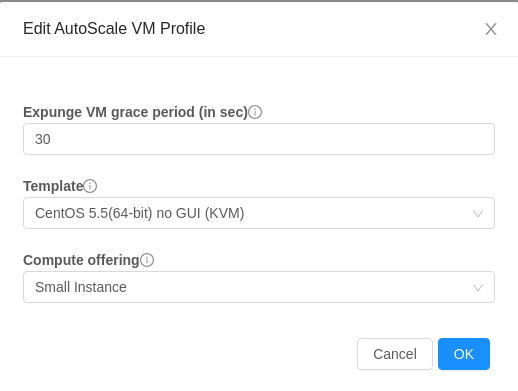 Edit AutoScale VM Profile
Expunge VM grace period (in sec)
30
Template
CentOS 5.5(64-bit) no GUI (KVM)
Compute offering
Small Instance
Cancel OK